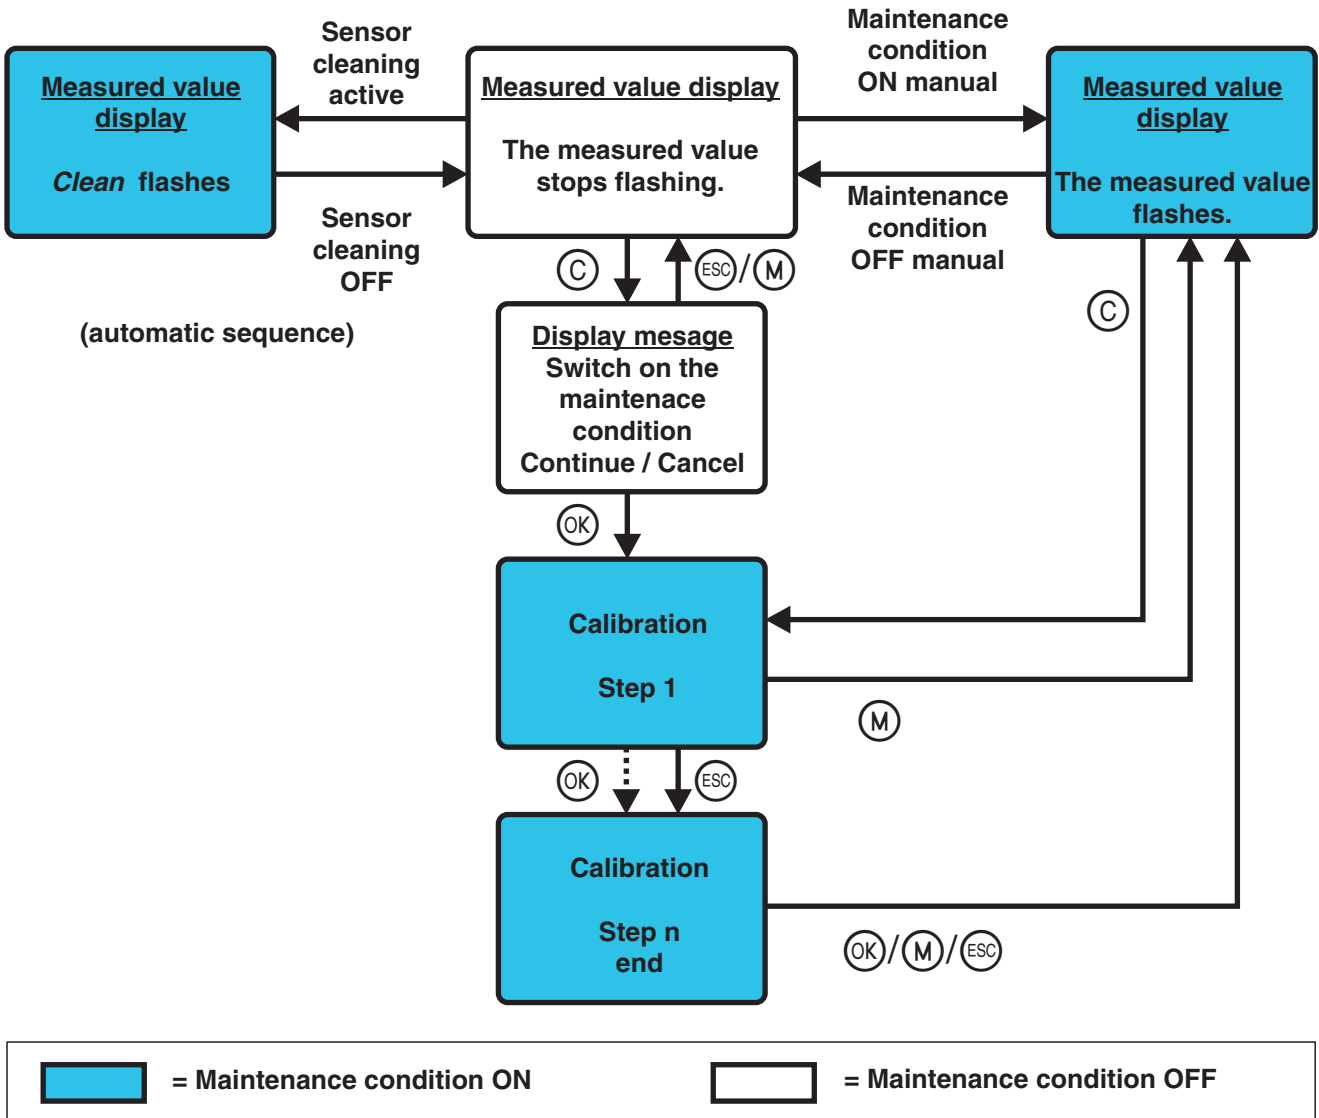 Sensor
cleaning
active
Maintenance
condition
ON manual
Measured value
display
Clean flashes
Measured value display
The measured value
stops flashing.
Measured value
display
The measured value
flashes.
Sensor
cleaning
OFF
(automatic sequence)
Maintenance
condition
OFF manual
C
ESC/M
C
Display mesage
Switch on the
maintenace
condition
Continue / Cancel
OK
Calibration
Step 1
M
OK
ESC
Calibration
Step n
end
OK/M/ESC
= Maintenance condition ON
= Maintenance condition OFF